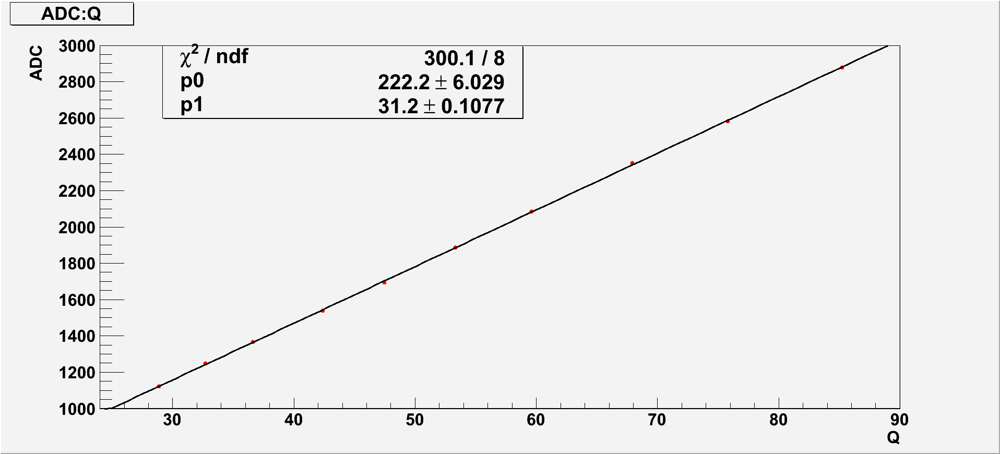 ADC:Q
ADC
3000
2800
2600
2400
2200
2000
1800
1600
1400
1200
1000
χ² / ndf 300.1 / 8
p0 222.2 ± 6.029
p1 31.2 ± 0.1077
30 40 50 60 70 80 90
Q